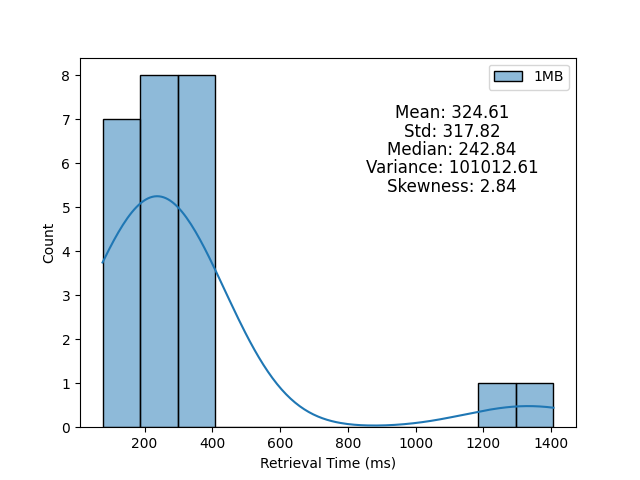 1MB
Mean: 324.61
Std: 317.82
Median: 242.84
Variance: 101012.61
Skewness: 2.84
Count
8
7
6
5
4
3
2
1
0
200 400 600 800 1000 1200 1400
Retrieval Time (ms)